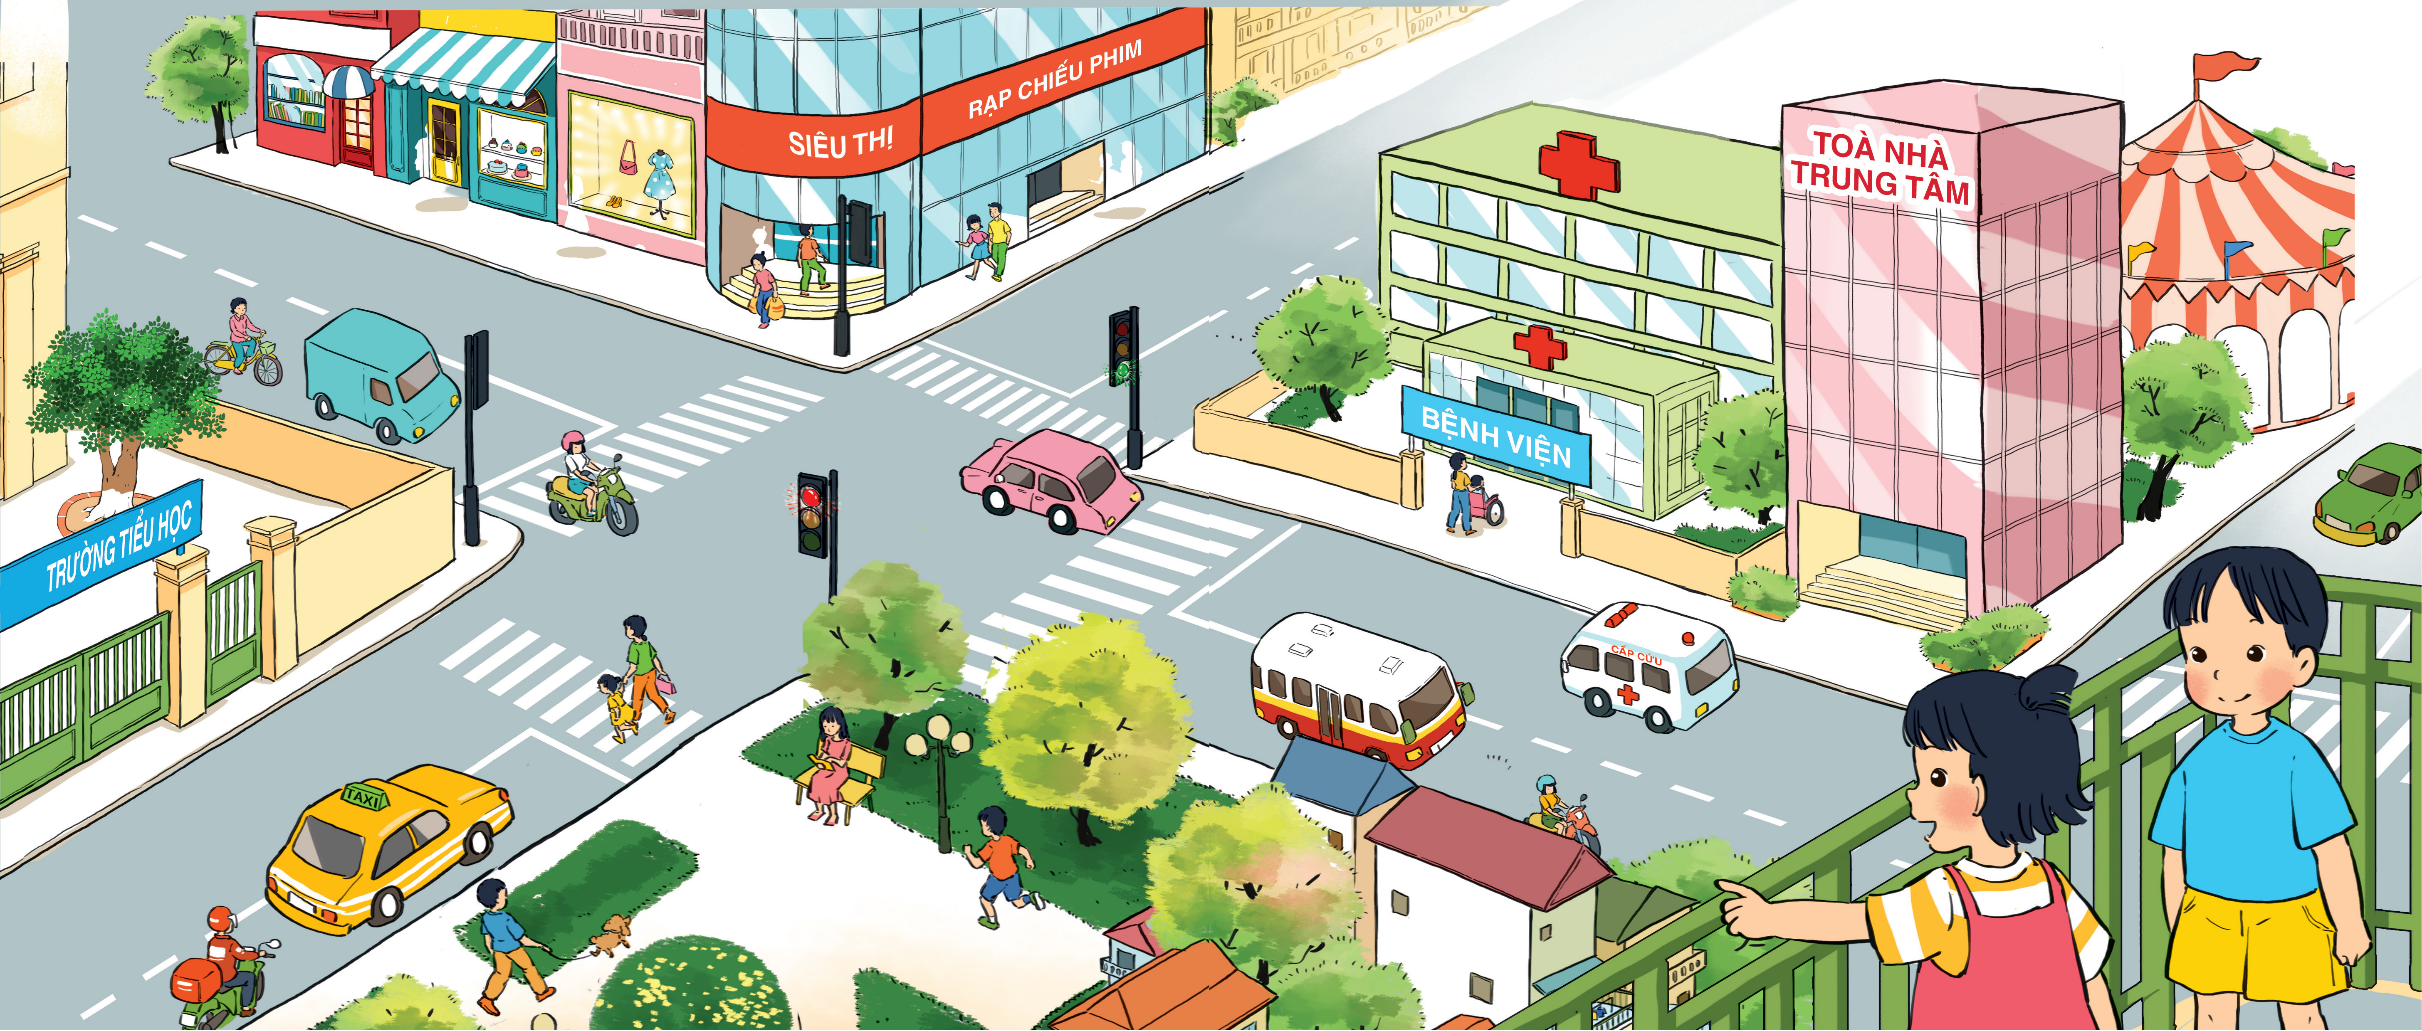 SIÊU THỊ
RẠP CHIẾU PHIM
TOÀ NHÀ
TRUNG TÂM
BỆNH VIỆN
TRƯỜNG TIỂU HỌC
CẤP CỨU
TAXI